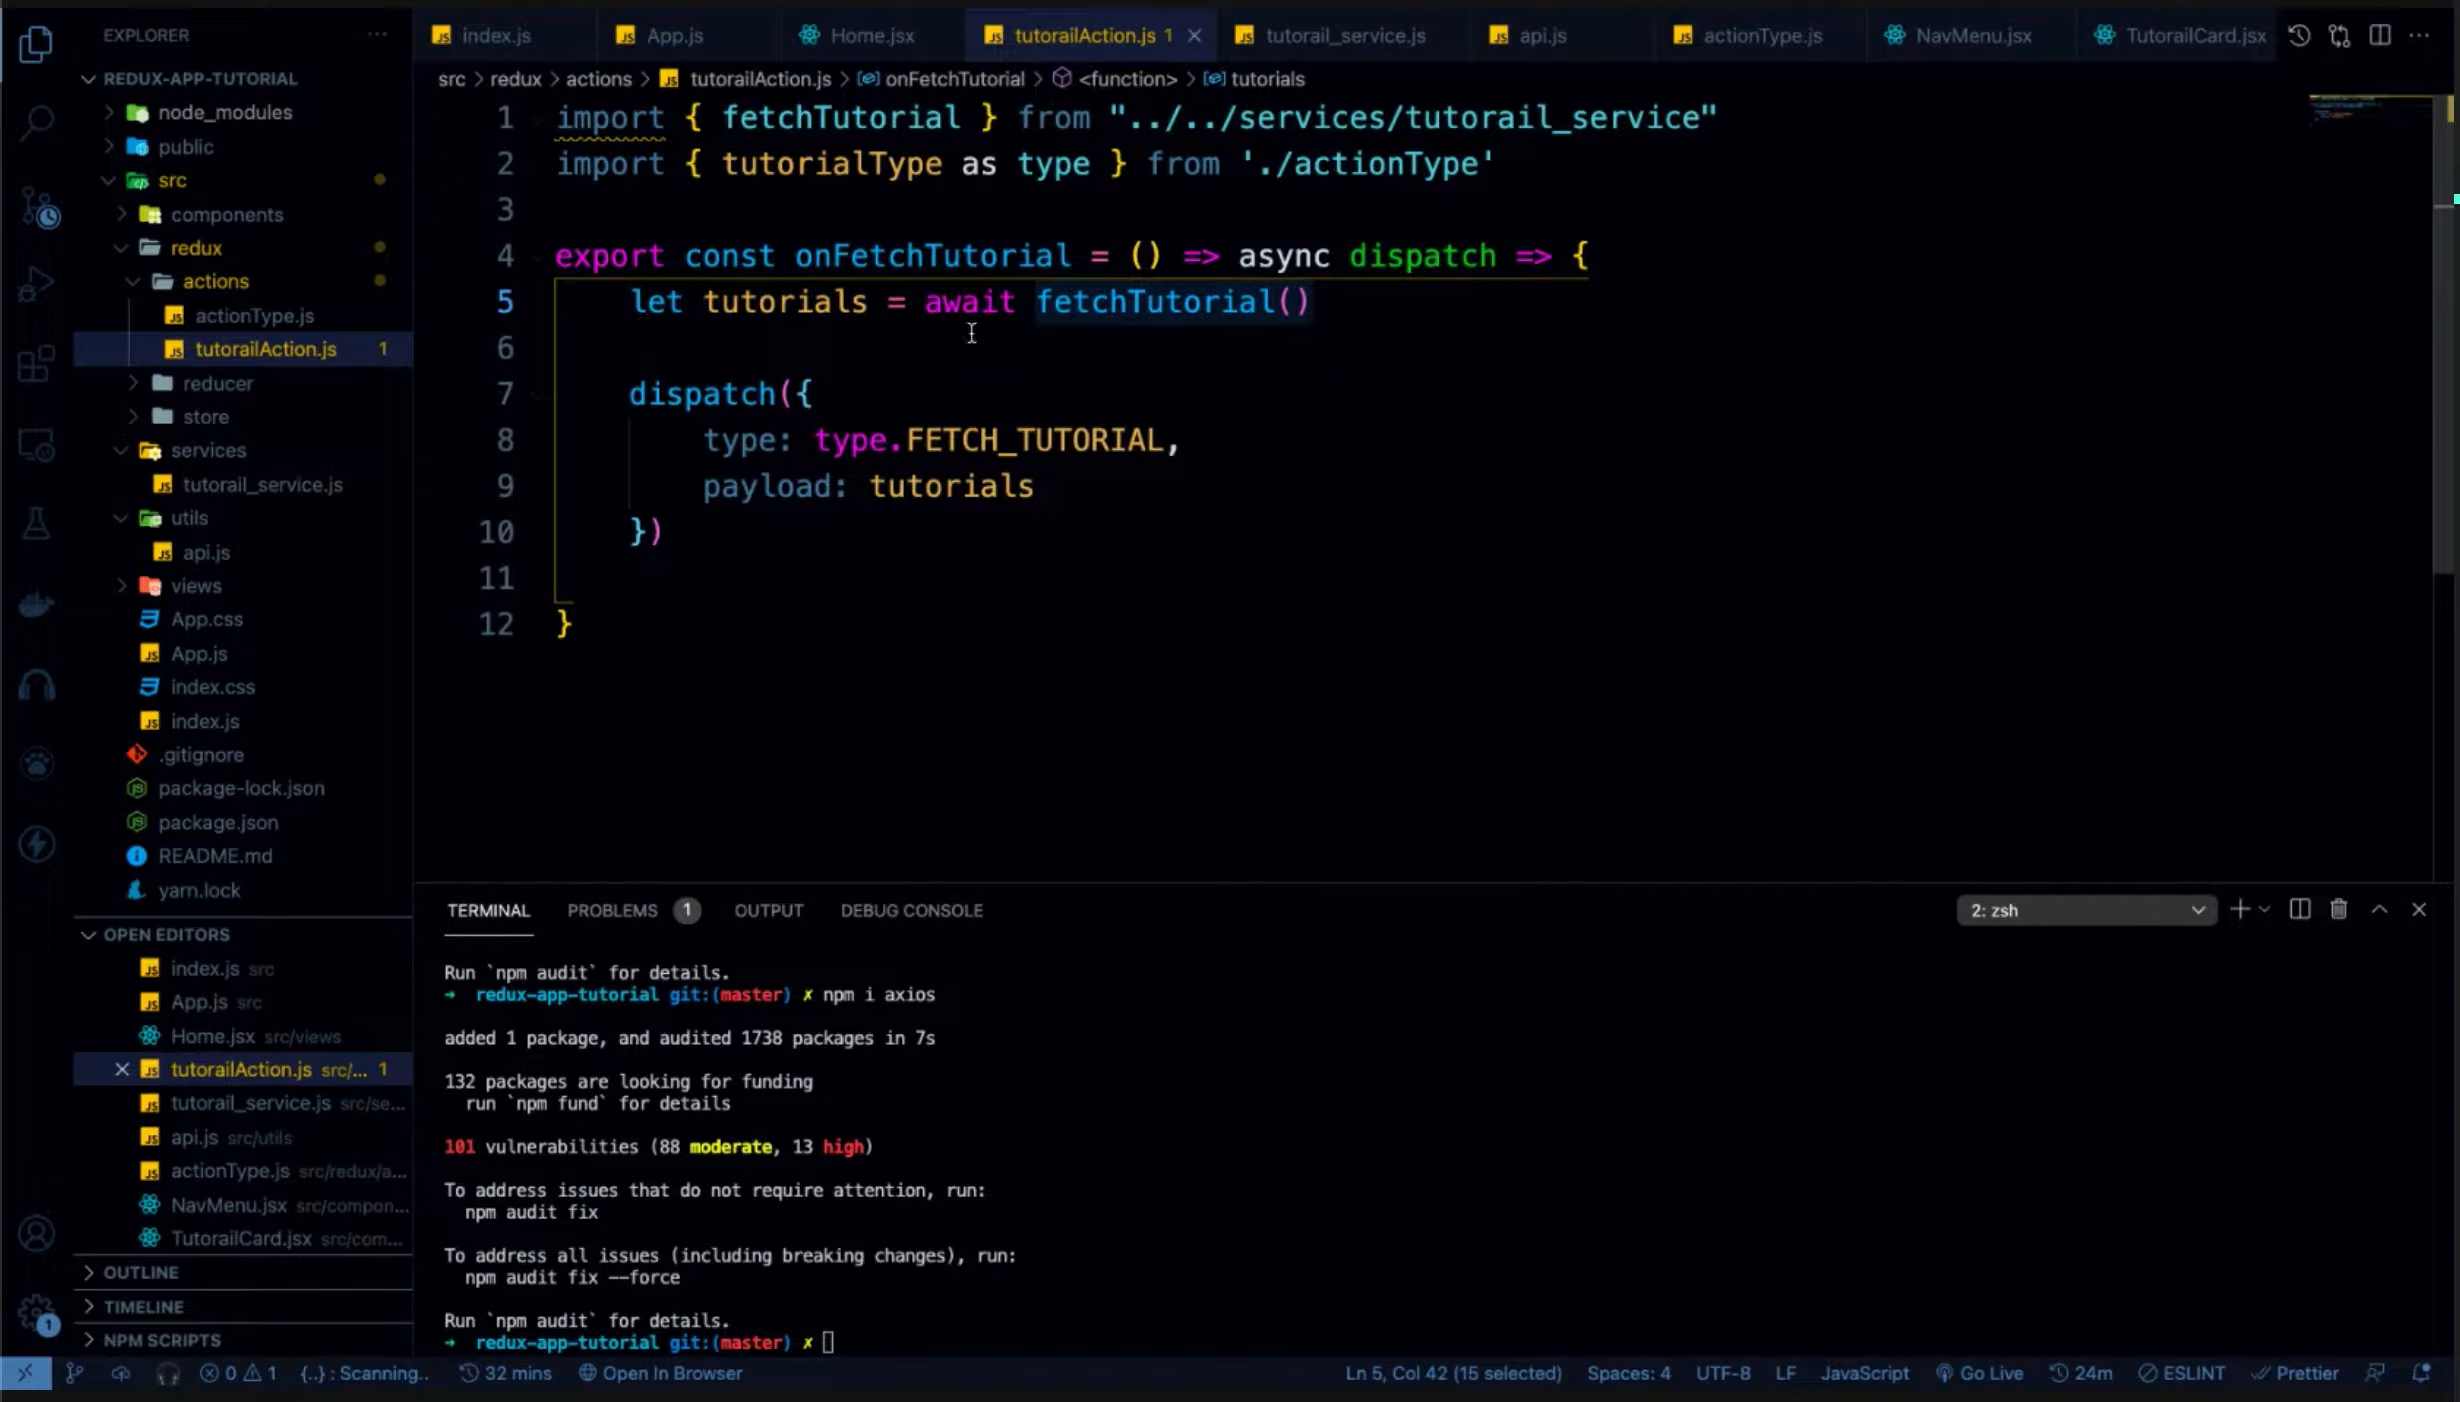 EXPLORER
REDUX-APP-TUTORIAL
node_modules
public
src
components
redux
actions
actionType.js
tutorailAction.js 1
reducer
store
services
tutorail_service.js
utils
api.js
views
App.css
App.js
index.css
index.js
.gitignore
package-lock.json
package.json
README.md
yarn.lock
OPEN EDITORS
index.js src
App.js src
Home.jsx src/views
tutorailAction.js src/... 1
tutorail_service.js src/se...
api.js src/utils
actionType.js src/redux/a...
NavMenu.jsx src/compon...
TutorailCard.jsx src/com...
OUTLINE
TIMELINE
NPM SCRIPTS
index.js App.js Home.jsx tutorailAction.js 1 tutorail_service.js api.js actionType.js NavMenu.jsx TutorailCard.jsx
src > redux > actions > tutorailAction.js > onFetchTutorial > <function> > tutorials
1 import { fetchTutorial } from "../../services/tutorail_service"
2 import { tutorialType as type } from './actionType'
3
4 export const onFetchTutorial = () => async dispatch => {
5 let tutorials = await fetchTutorial()
6
7 dispatch({
8 type: type.FETCH_TUTORIAL,
9 payload: tutorials
10 })
11
12 }
TERMINAL PROBLEMS 1 OUTPUT DEBUG CONSOLE 2: zsh
Run `npm audit` for details.
→ redux-app-tutorial git:(master) ✗ npm i axios
added 1 package, and audited 1738 packages in 7s
132 packages are looking for funding
run `npm fund` for details
101 vulnerabilities (88 moderate, 13 high)
To address issues that do not require attention, run:
npm audit fix
To address all issues (including breaking changes), run:
npm audit fix --force
Run `npm audit` for details.
→ redux-app-tutorial git:(master) ✗
0 1 {..} : Scanning.. 32 mins Open In Browser Ln 5, Col 42 (15 selected) Spaces: 4 UTF-8 LF JavaScript Go Live 24m ESLINT Prettier
1